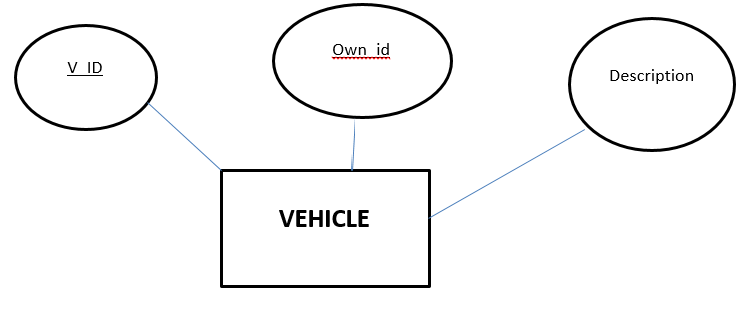 V_ID
Own_id
Description
VEHICLE